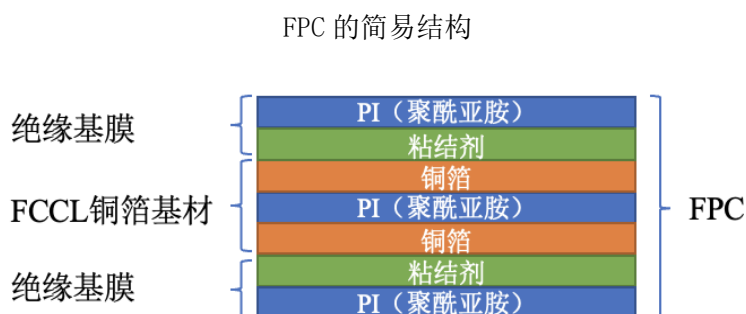 FPC 的简易结构
绝缘基膜
PI（聚酰亚胺）
粘结剂
铜箔
FCCL铜箔基材
PI（聚酰亚胺）
FPC
铜箔
粘结剂
绝缘基膜
PI（聚酰亚胺）